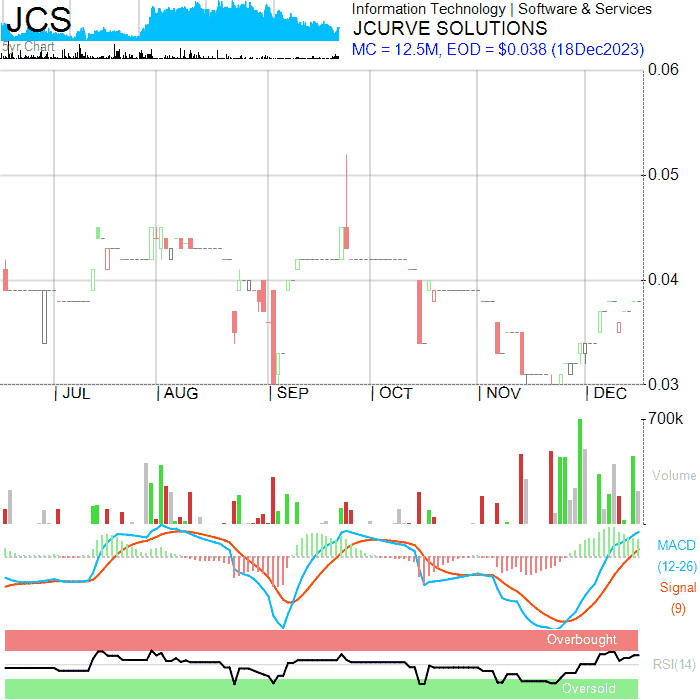 JCS
5yr Chart
Information Technology | Software & Services
JCURVE SOLUTIONS
MC = 12.5M, EOD = $0.038 (18Dec2023)
0.06
0.05
0.04
0.03
| JUL | AUG | SEP | OCT | NOV | DEC
700k
Volume
MACD
(12-26)
Signal
(9)
Overbought
RSI(14)
Oversold